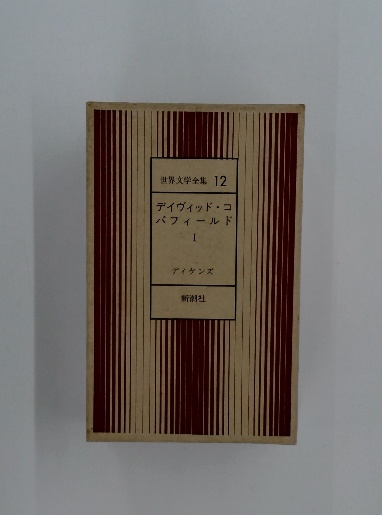 世界文学全集 12
デイヴィッド・コ
パフィールド
I
ディケンズ
新潮社